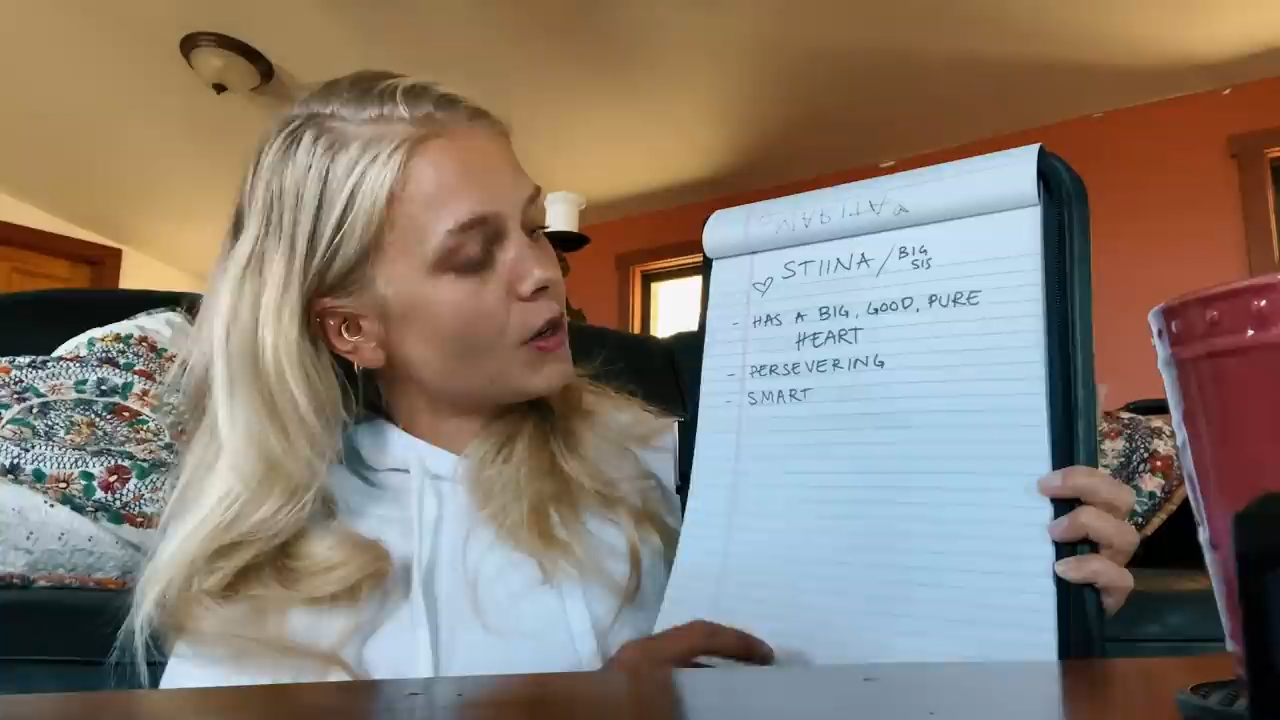 ♡ STIINA / BIG SIS
- HAS A BIG, GOOD, PURE
HEART
- PERSEVERING
- SMART